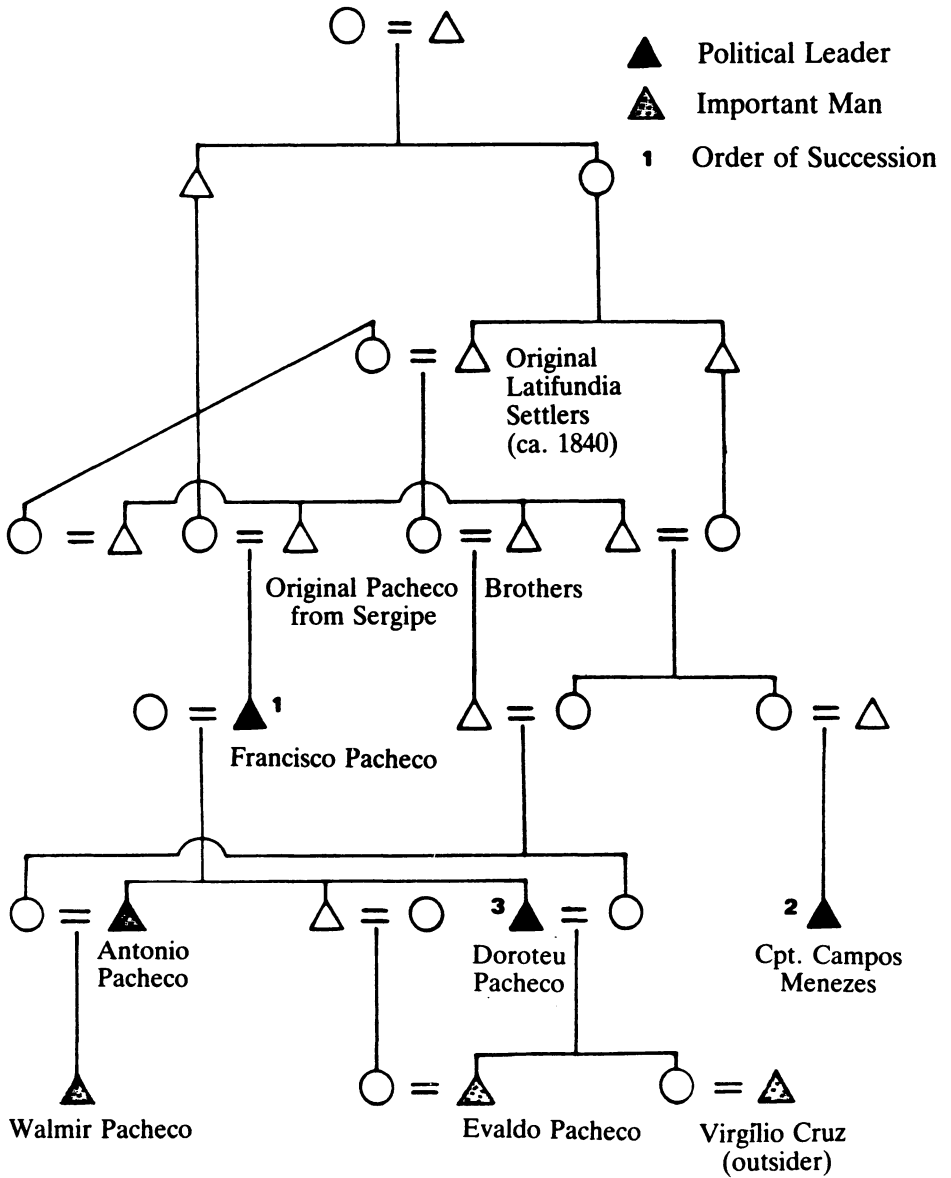 Political Leader
Important Man
1 Order of Succession
Original
Latifundia
Settlers
(ca. 1840)
Original Pacheco Brothers
from Sergipe
1
Francisco Pacheco
3
2
Antonio
Pacheco
Doroteu
Pacheco
Cpt. Campos
Menezes
Walmir Pacheco
Evaldo Pacheco
Virgílio Cruz
(outsider)